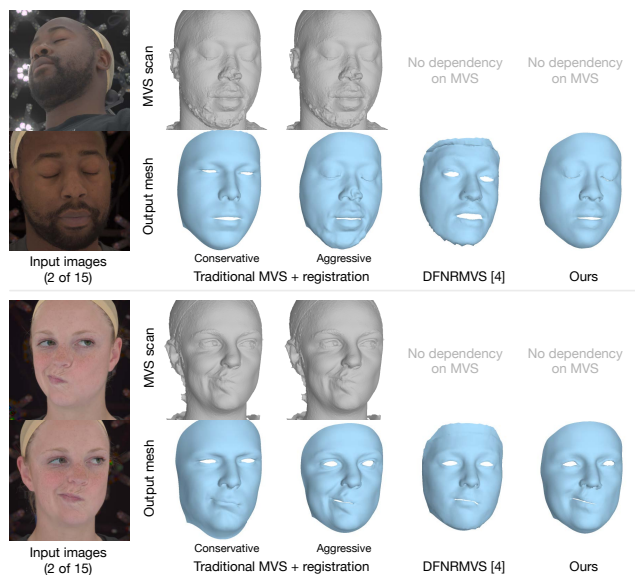 MVS scan
No dependency
on MVS
No dependency
on MVS
Output mesh
Input images
(2 of 15)
Conservative
Aggressive
Traditional MVS + registration
DFNRMVS [4]
Ours
MVS scan
No dependency
on MVS
No dependency
on MVS
Output mesh
Input images
(2 of 15)
Conservative
Aggressive
Traditional MVS + registration
DFNRMVS [4]
Ours